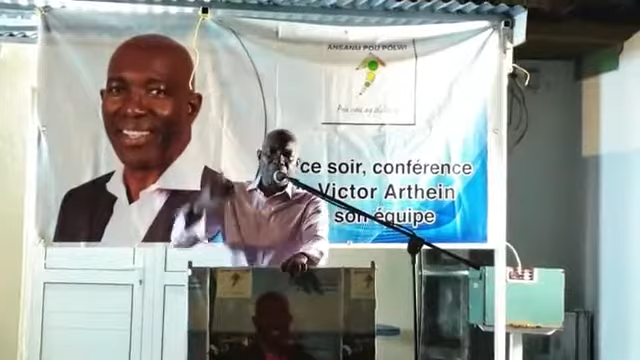 ANSANM POU POLWI
ce soir, conférence
Victor Arthein
son équipe